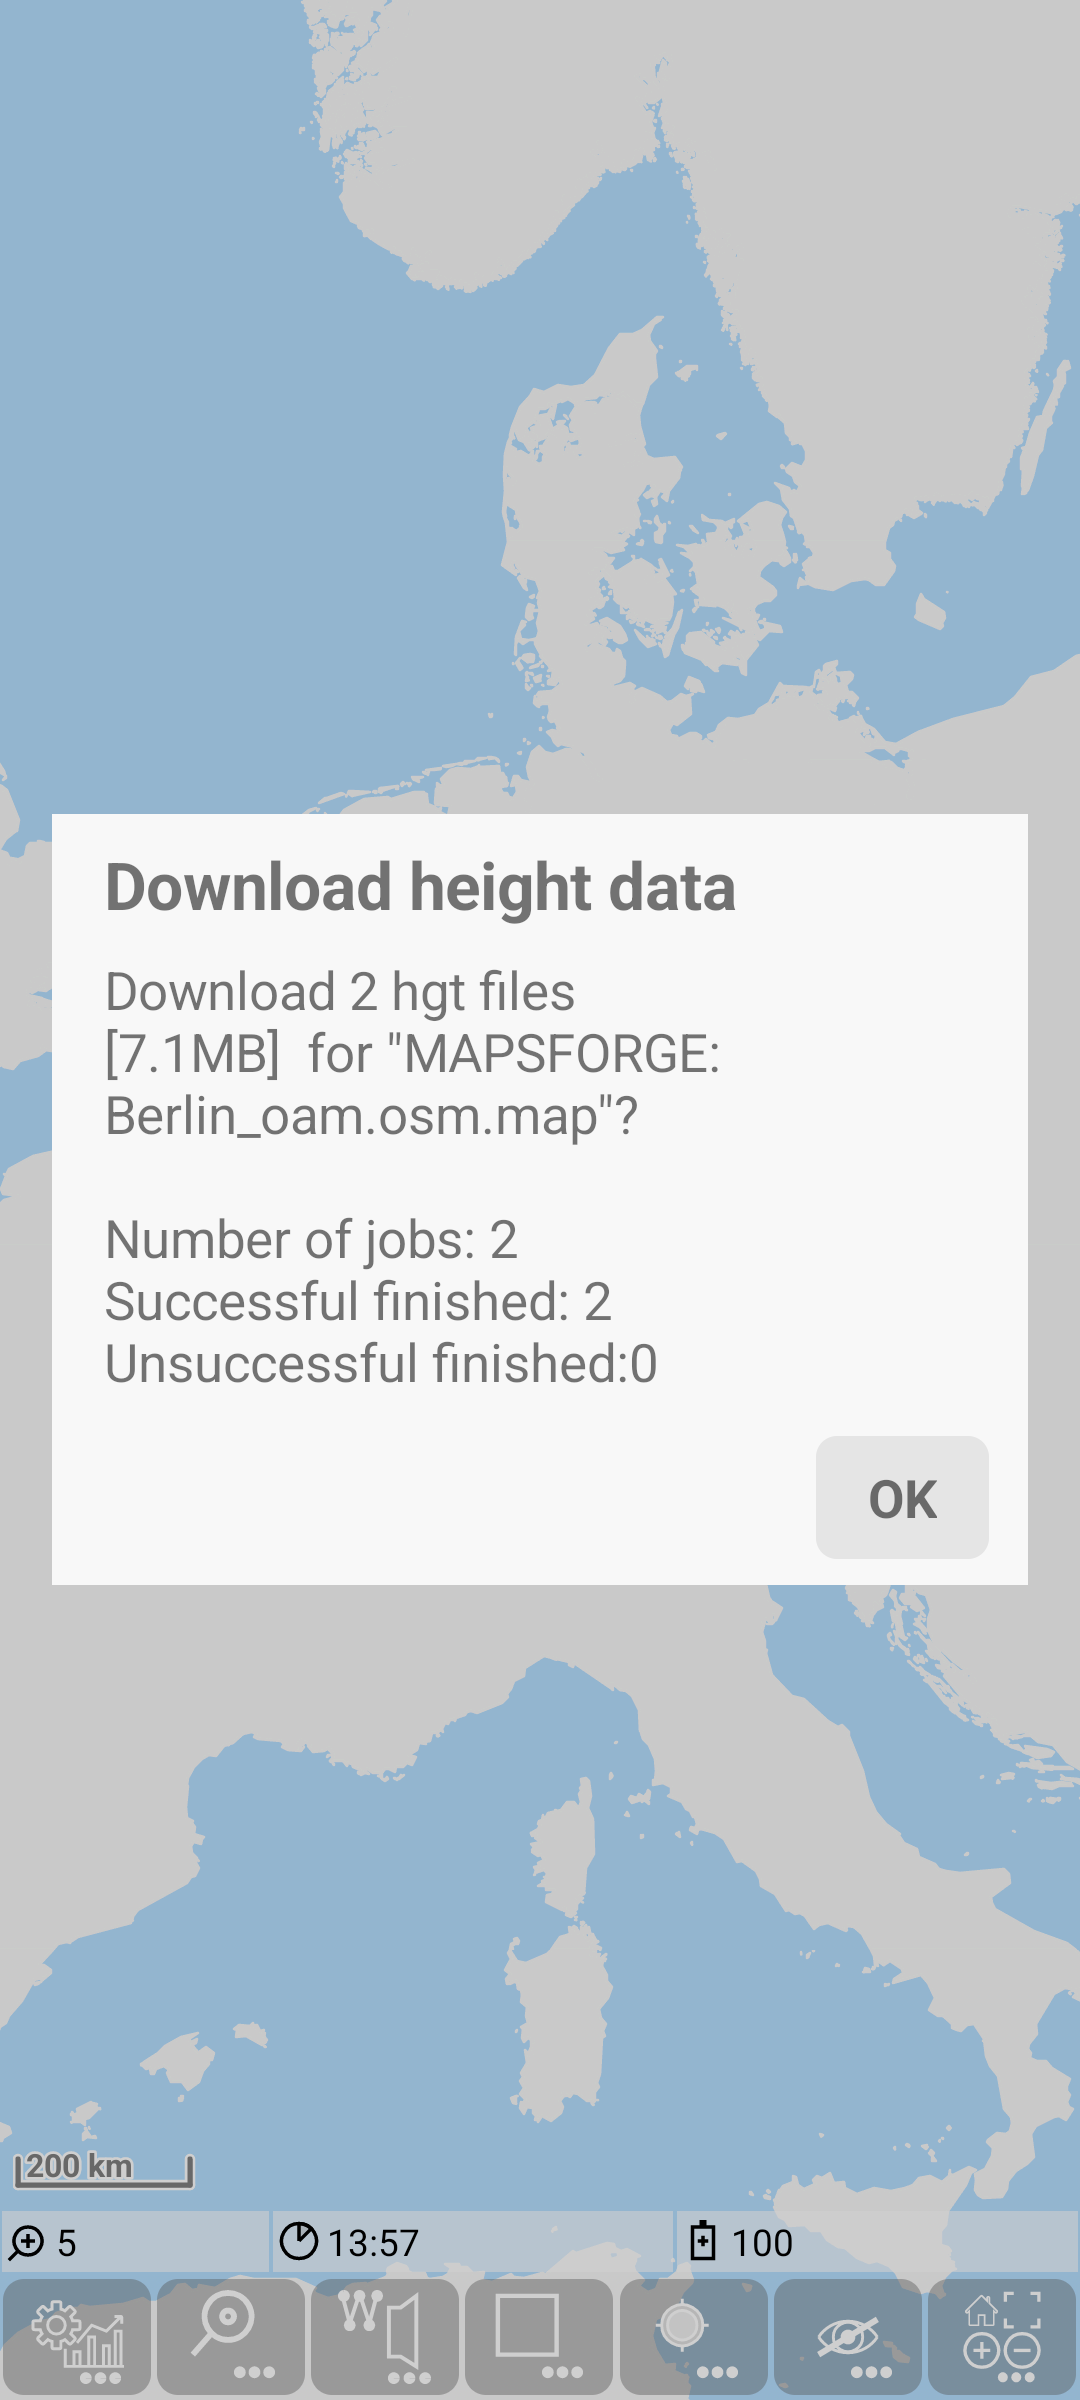 Download height data
Download 2 hgt files
[7.1MB]  for "MAPSFORGE:
Berlin_oam.osm.map"?
Number of jobs: 2
Successful finished: 2
Unsuccessful finished:0
OK
200 km
5
13:57
100